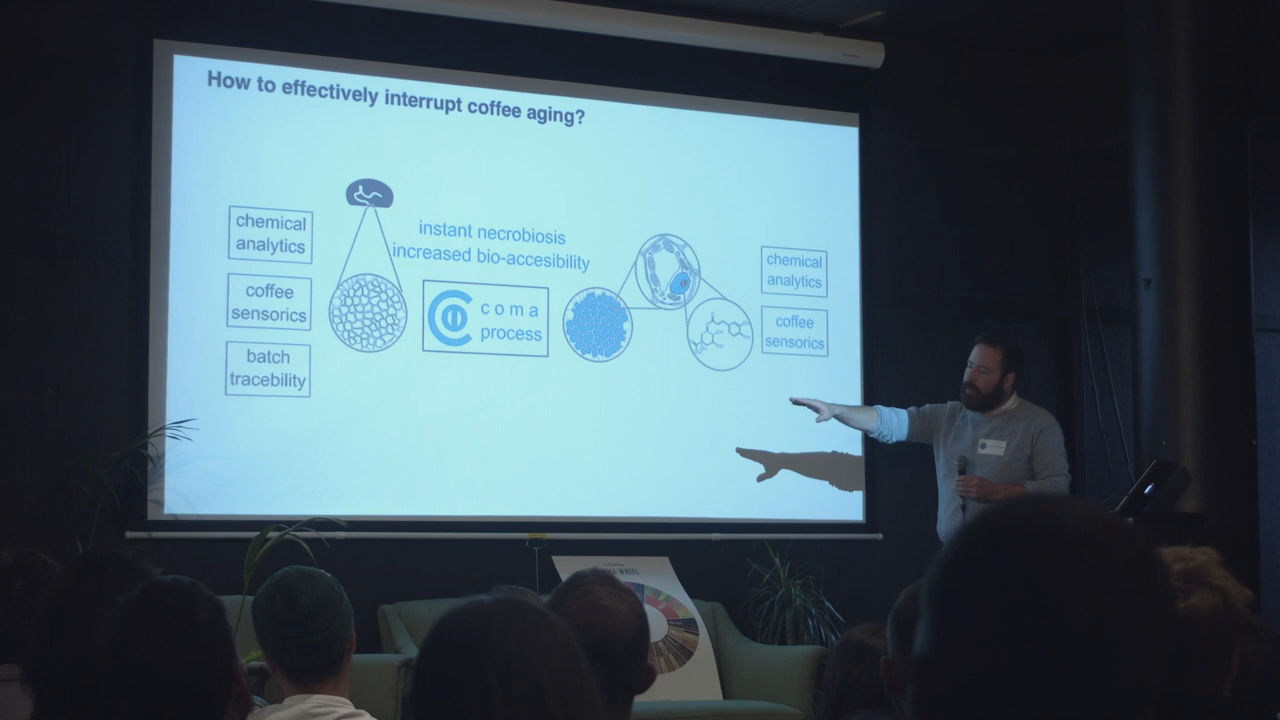 How to effectively interrupt coffee aging?
chemical
analytics
coffee
sensorics
batch
tracebility
instant necrobiosis
increased bio-accesibility
coma
process
chemical
analytics
coffee
sensorics
WHEEL